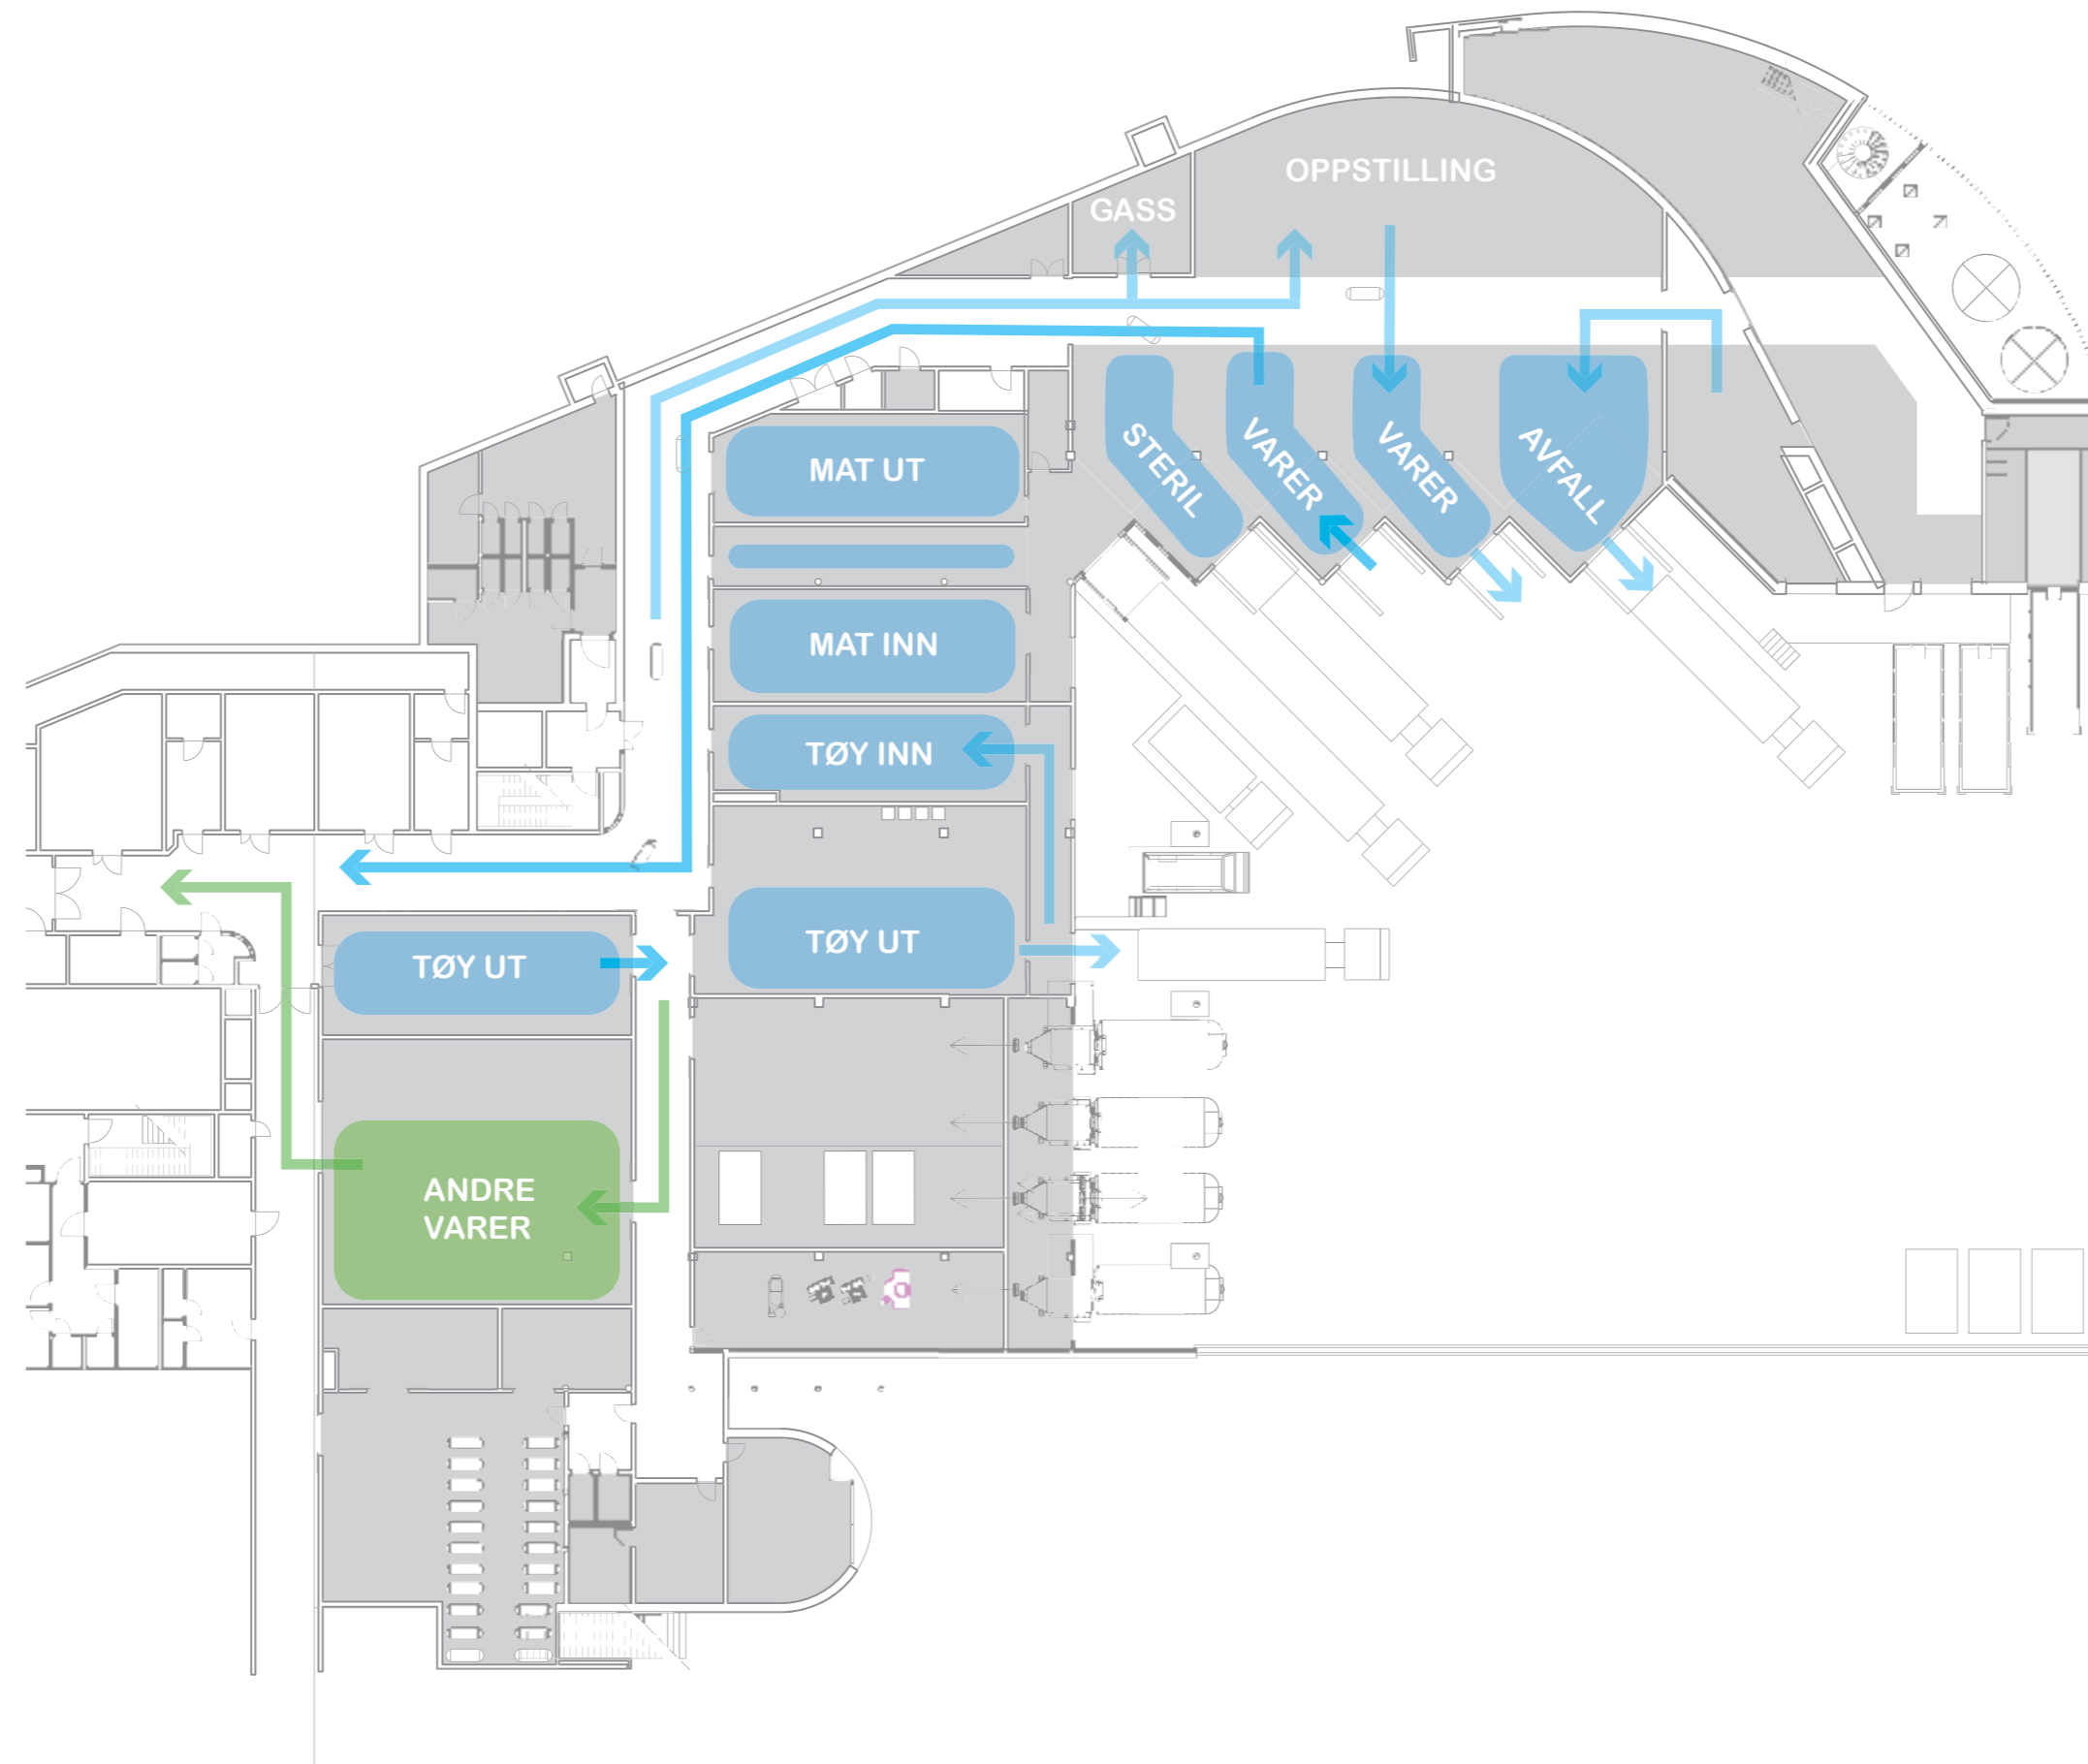 OPPSTILLING
GASS
STERIL
VARER
VARER
AVFALL
MAT UT
MAT INN
TØY INN
TØY UT
TØY UT
ANDRE
VARER